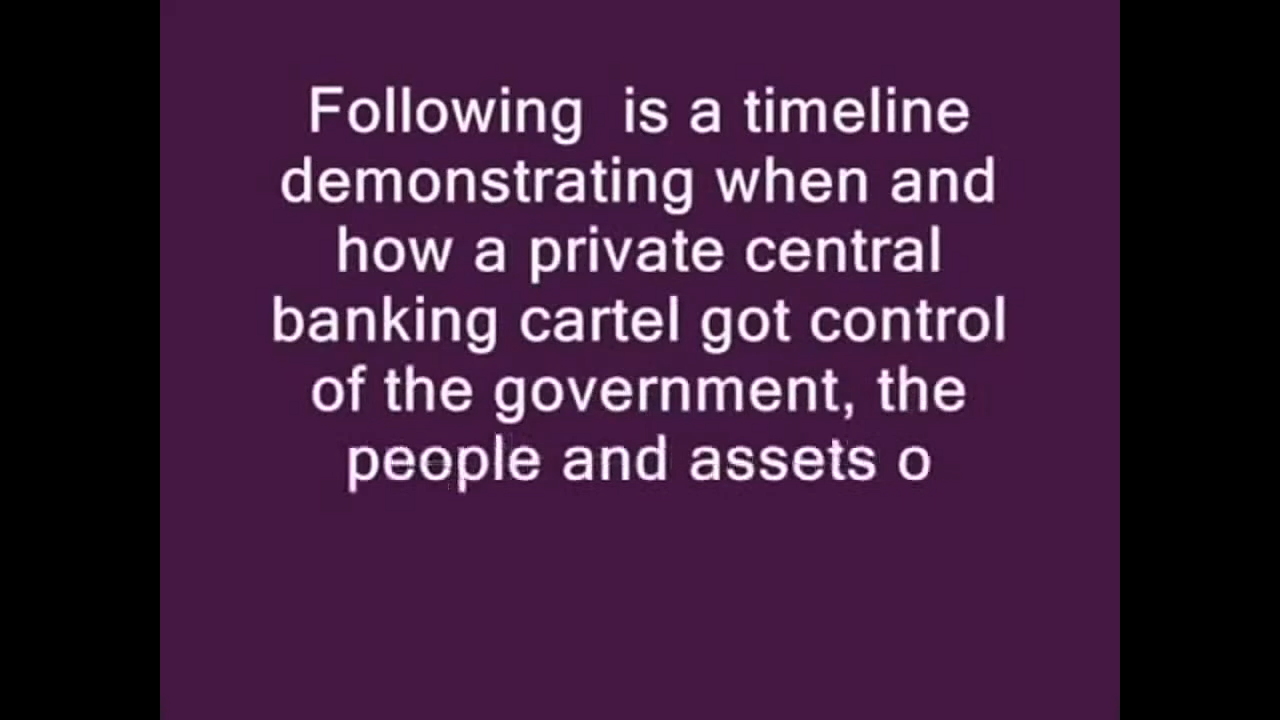 Following  is a timeline
demonstrating when and
how a private central
banking cartel got control
of the government, the
people and assets o